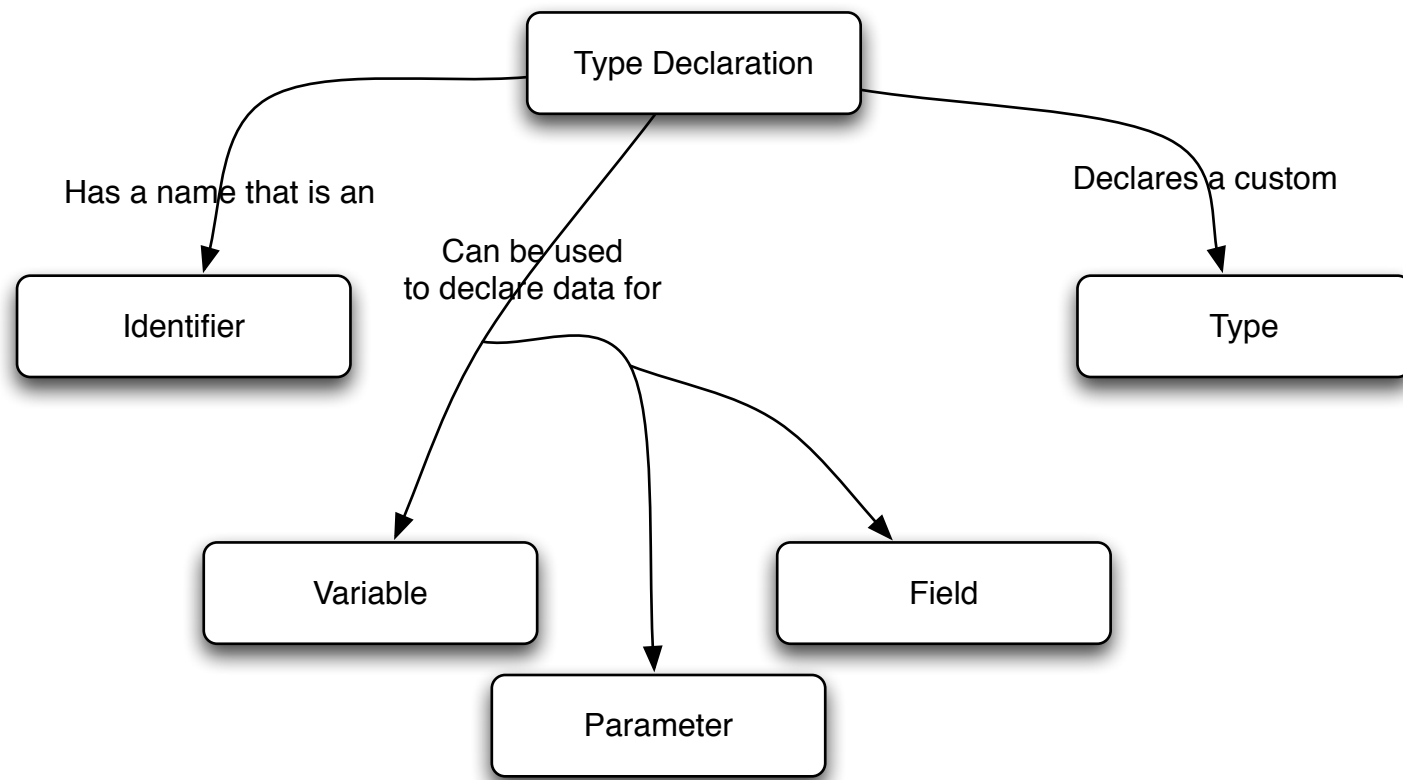 Type Declaration
Has a name that is an
Declares a custom
Can be used
to declare data for
Identifier
Type
Variable
Field
Parameter